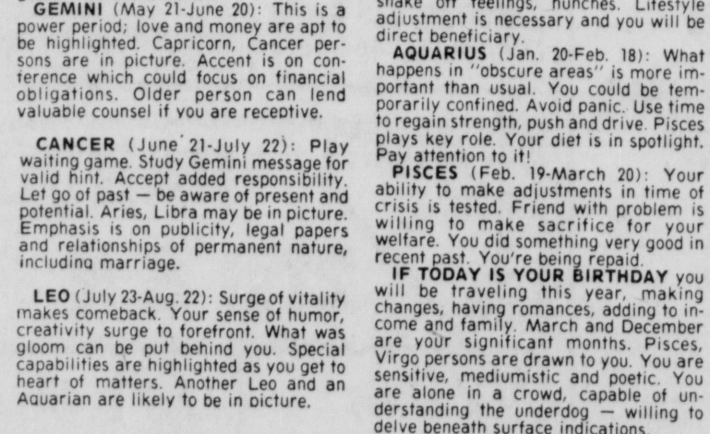 GEMINI (May 21-June 20): This is a
power period; love and money are apt to
be highlighted. Capricorn, Cancer per-
sons are in picture. Accent is on con-
ference which could focus on financial
obligations. Older person can lend
valuable counsel if you are receptive.
CANCER (June 21-July 22): Play
waiting game. Study Gemini message for
valid hint. Accept added responsibility.
Let go of past — be aware of present and
potential. Aries, Libra may be in picture.
Emphasis is on publicity, legal papers
and relationships of permanent nature,
including marriage.
LEO (July 23-Aug. 22): Surge of vitality
makes comeback. Your sense of humor,
creativity surge to forefront. What was
gloom can be put behind you. Special
capabilities are highlighted as you get to
heart of matters. Another Leo and an
Aquarian are likely to be in picture.
shake off feelings, hunches. Lifestyle
adjustment is necessary and you will be
direct beneficiary.
AQUARIUS (Jan. 20-Feb. 18): What
happens in "obscure areas" is more im-
portant than usual. You could be tem-
porarily confined. Avoid panic. Use time
to regain strength, push and drive. Pisces
plays key role. Your diet is in spotlight.
Pay attention to it!
PISCES (Feb. 19-March 20): Your
ability to make adjustments in time of
crisis is tested. Friend with problem is
willing to make sacrifice for your
welfare. You did something very good in
recent past. You're being repaid.
IF TODAY IS YOUR BIRTHDAY you
will be traveling this year, making
changes, having romances, adding to in-
come and family. March and December
are your significant months. Pisces,
Virgo persons are drawn to you. You are
sensitive, mediumistic and poetic. You
are alone in a crowd, capable of un-
derstanding the underdog — willing to
delve beneath surface indications.